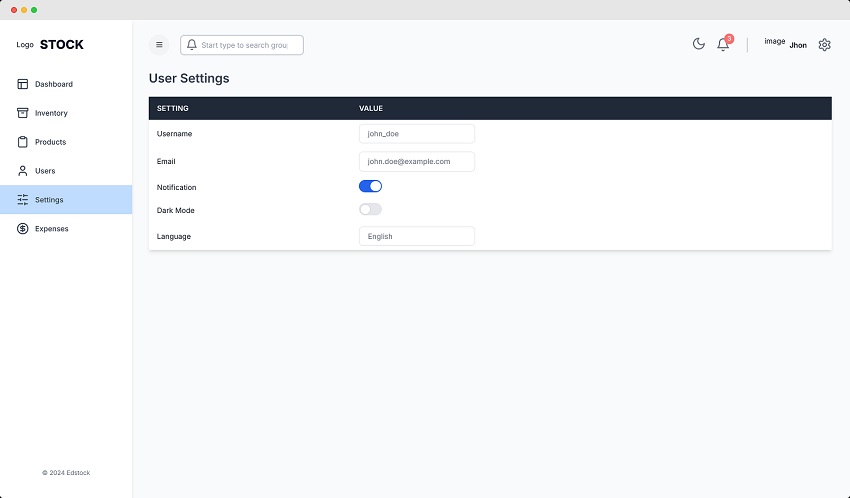 Logo STOCK
Start type to search grou
3
image
Jhon
Dashboard
Inventory
Products
Users
Settings
Expenses
© 2024 Edstock
User Settings
SETTING VALUE
Username john_doe
Email john.doe@example.com
Notification
Dark Mode
Language English